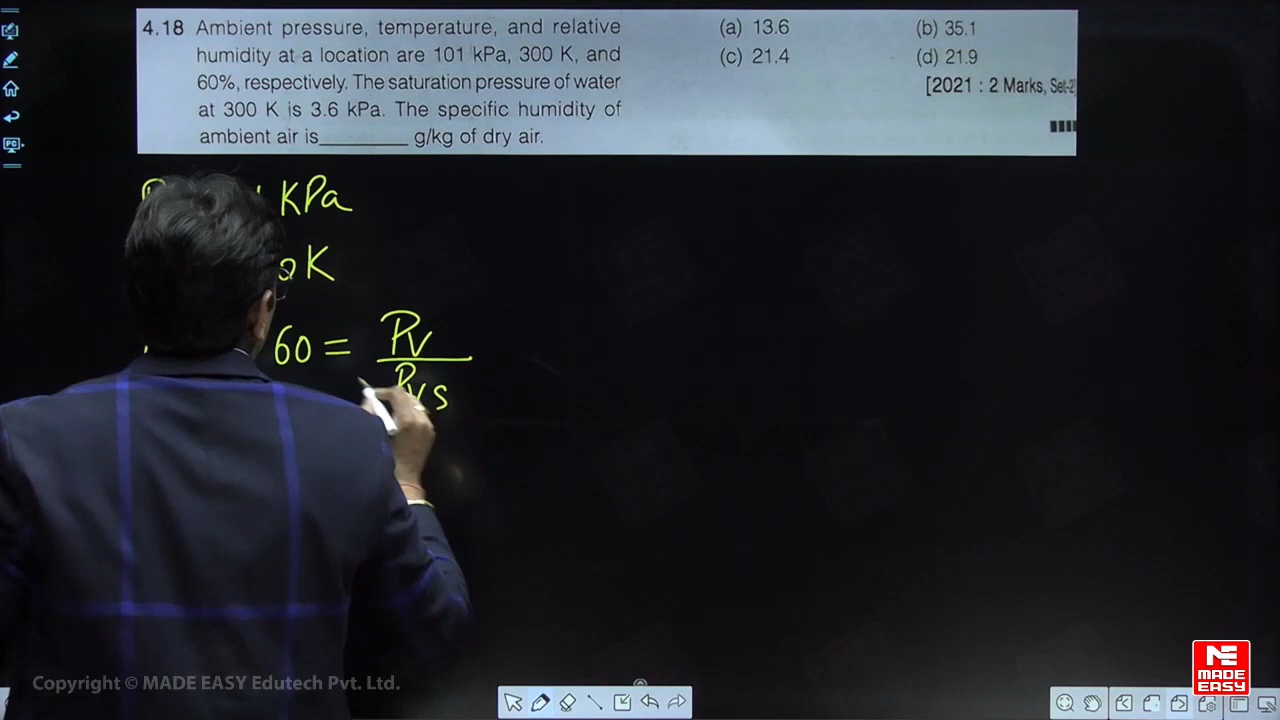 4.18 Ambient pressure, temperature, and relative
humidity at a location are 101 kPa, 300 K, and
60%, respectively. The saturation pressure of water
at 300 K is 3.6 kPa. The specific humidity of
ambient air is________ g/kg of dry air.
(a) 13.6 (b) 35.1
(c) 21.4 (d) 21.9
[2021 : 2 Marks, Set-2
KPa
K
60 = Pv
Pvs
Copyright © MADE EASY Edutech Pvt. Ltd.
PC
ME
MADE
EASY